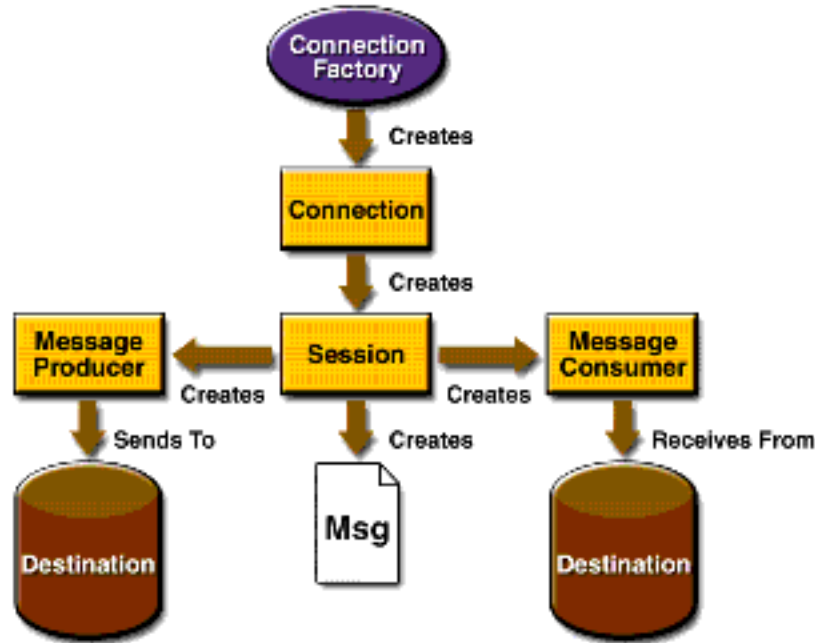 Connection
Factory
Creates
Connection
Creates
Message
Producer
Session
Message
Consumer
Creates
Creates
Sends To
Creates
Receives From
Msg
Destination
Destination